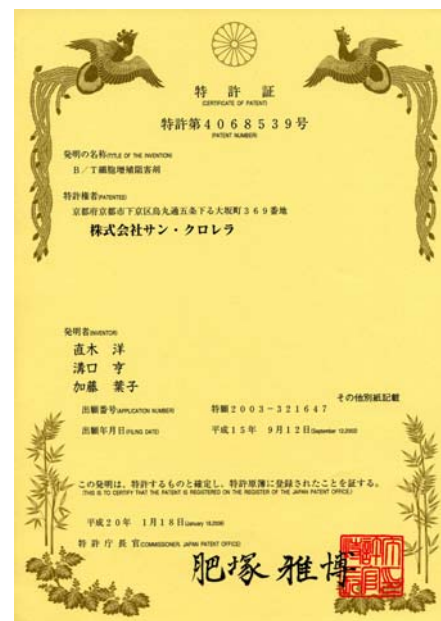 特許証
(CERTIFICATE OF PATENT)
特許第4068539号
(PATENT NUMBER)
発明の名称(TITLE OF THE INVENTION)
B/T細胞増殖阻害剤
特許権者(PATENTEE)
京都府京都市下京区烏丸通五条下る大坂町369番地
株式会社サン・クロレラ
発明者(INVENTOR)
直木 洋
溝口 亨
加藤 葉子
その他別紙記載
出願番号(APPLICATION NUMBER) 特願2003-321647
出願年月日(FILING DATE) 平成15年 9月12日(September 12,2003)
この発明は、特許するものと確定し、特許原簿に登録されたことを証する。
(THIS IS TO CERTIFY THAT THE PATENT IS REGISTERED ON THE REGISTER OF THE JAPAN PATENT OFFICE.)
平成20年 1月18日(January 18,2008)
特許庁長官(COMMISSIONER, JAPAN PATENT OFFICE)
肥塚雅博